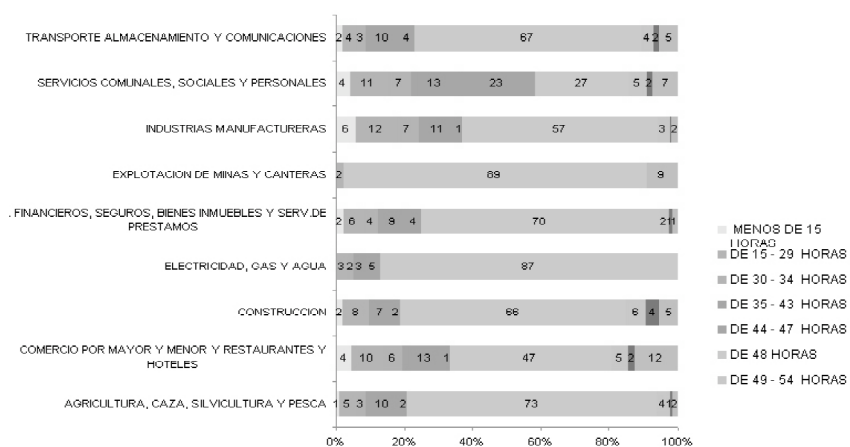 TRANSPORTE ALMACENAMIENTO Y COMUNICACIONES
2 4 3 10 4 67 4 2 5
SERVICIOS COMUNALES, SOCIALES Y PERSONALES
4 11 7 13 23 27 5 2 7
INDUSTRIAS MANUFACTURERAS
6 12 7 11 1 57 3 2
EXPLOTACION DE MINAS Y CANTERAS
2 89 9
. FINANCIEROS, SEGUROS, BIENES INMUEBLES Y SERV.DE
PRESTAMOS
2 6 4 9 4 70 2 1 1
ELECTRICIDAD, GAS Y AGUA
3 2 3 5 87
CONSTRUCCION
2 8 7 2 66 6 4 5
COMERCIO POR MAYOR Y MENOR Y RESTAURANTES Y
HOTELES
4 10 6 13 1 47 5 2 12
AGRICULTURA, CAZA, SILVICULTURA Y PESCA
1 5 3 10 2 73 4 1 2
0% 20% 40% 60% 80% 100%
MENOS DE 15
HORAS
DE 15 - 29 HORAS
DE 30 - 34 HORAS
DE 35 - 43 HORAS
DE 44 - 47 HORAS
DE 48 HORAS
DE 49 - 54 HORAS